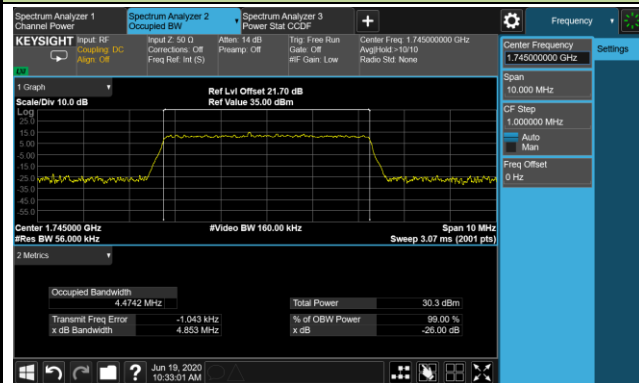 Spectrum Analyzer 1
Channel Power
Spectrum Analyzer 2
Occupied BW
Spectrum Analyzer 3
Power Stat CCDF
Frequency
KEYSIGHT
Input: RF
Coupling: DC
Align: Off
Input Z: 50 Ω
Corrections: Off
Freq Ref: Int (S)
Atten: 14 dB
Preamp: Off
Trig: Free Run
Gate: Off
#IF Gain: Low
Center Freq: 1.745000000 GHz
Avg|Hold:>10/10
Radio Std: None
Center Frequency
1.745000000 GHz
Settings
Span
10.000 MHz
CF Step
1.000000 MHz
Auto
Man
Freq Offset
0 Hz
1 Graph
Scale/Div 10.0 dB
Ref Lvl Offset 21.70 dB
Ref Value 35.00 dBm
Log
25.0
15.0
5.00
-5.00
-15.0
-25.0
-35.0
-45.0
-55.0
Center 1.745000 GHz
#Res BW 56.000 kHz
#Video BW 160.00 kHz
Span 10 MHz
Sweep 3.07 ms (2001 pts)
2 Metrics
Occupied Bandwidth
4.4742 MHz
Total Power 30.3 dBm
Transmit Freq Error -1.043 kHz
% of OBW Power 99.00 %
x dB Bandwidth 4.853 MHz
x dB -26.00 dB
Jun 19, 2020
10:33:01 AM